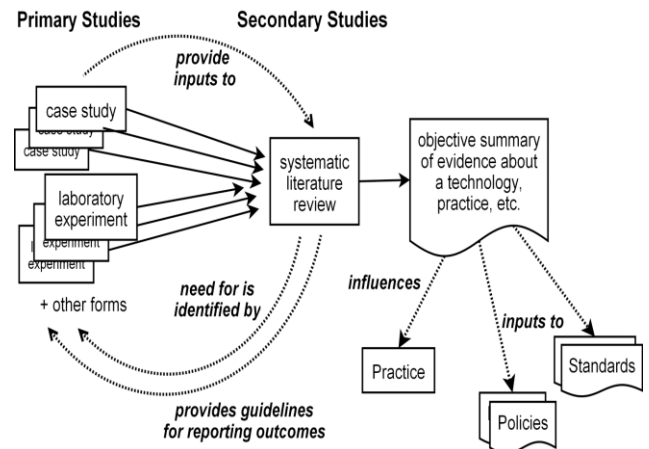 Primary Studies
Secondary Studies
provide
inputs to
case study
case study
case study
laboratory
experiment
experiment
experiment
+ other forms
systematic
literature
review
objective summary
of evidence about
a technology,
practice, etc.
need for is
identified by
provides guidelines
for reporting outcomes
influences
inputs to
Practice
Policies
Standards